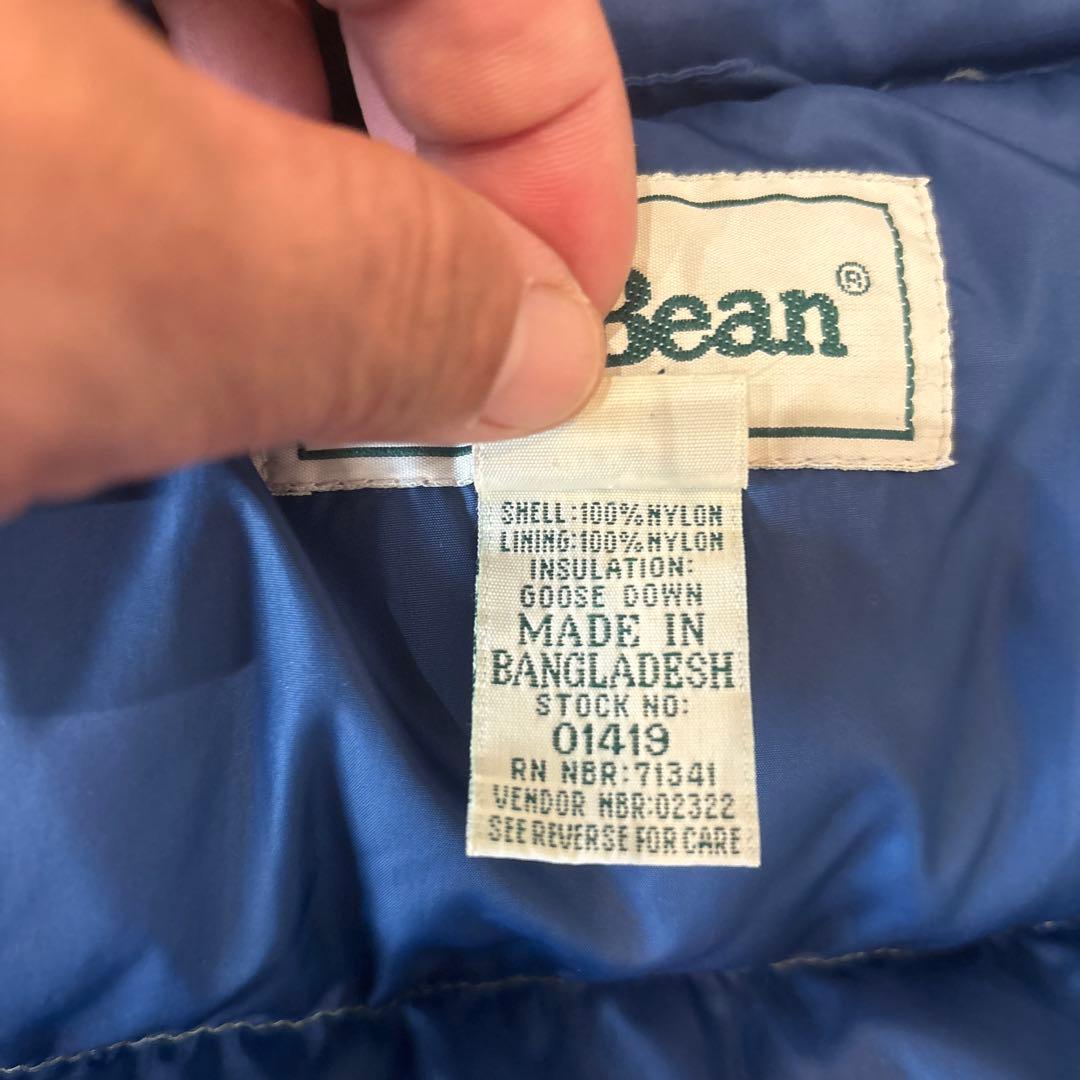 Bean®
SHELL:100%NYLON
LINING:100%NYLON
INSULATION:
GOOSE DOWN
MADE IN
BANGLADESH
STOCK NO:
01419
RN NBR:71341
VENDOR NBR:02322
SEE REVERSE FOR CARE